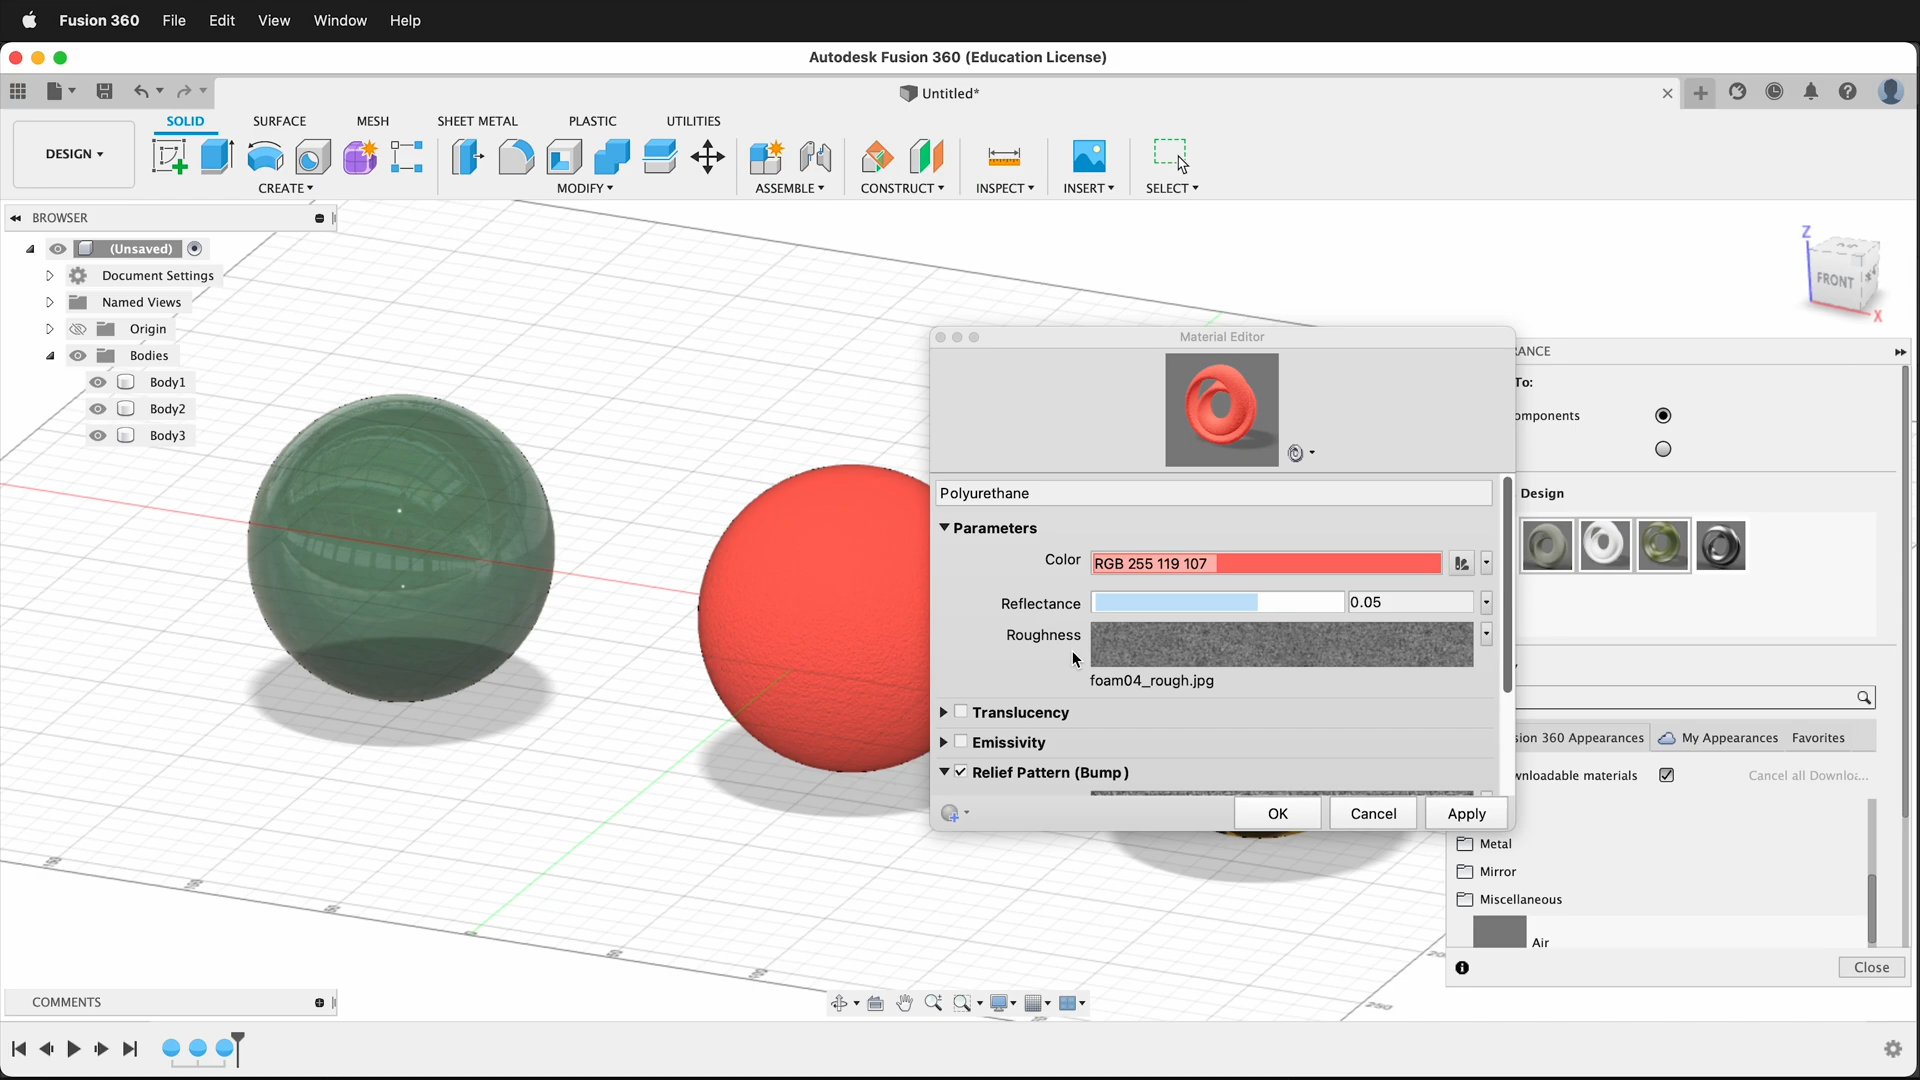 Fusion 360 File Edit View Window Help
Autodesk Fusion 360 (Education License)
Untitled*
SOLID SURFACE MESH SHEET METAL PLASTIC UTILITIES
DESIGN
CREATE MODIFY ASSEMBLE CONSTRUCT INSPECT INSERT SELECT
BROWSER
(Unsaved)
Document Settings
Named Views
Origin
Bodies
Body1
Body2
Body3
Z
FRONT
X
Material Editor
RANCE
To:
omponents
Polyurethane
Design
Parameters
Color RGB 255 119 107
Reflectance 0.05
Roughness
foam04_rough.jpg
Translucency
Emissivity
Relief Pattern (Bump)
OK Cancel Apply
sion 360 Appearances My Appearances Favorites
wnloadable materials Cancel all Downloa...
Metal
Mirror
Miscellaneous
Air
Close
250
COMMENTS